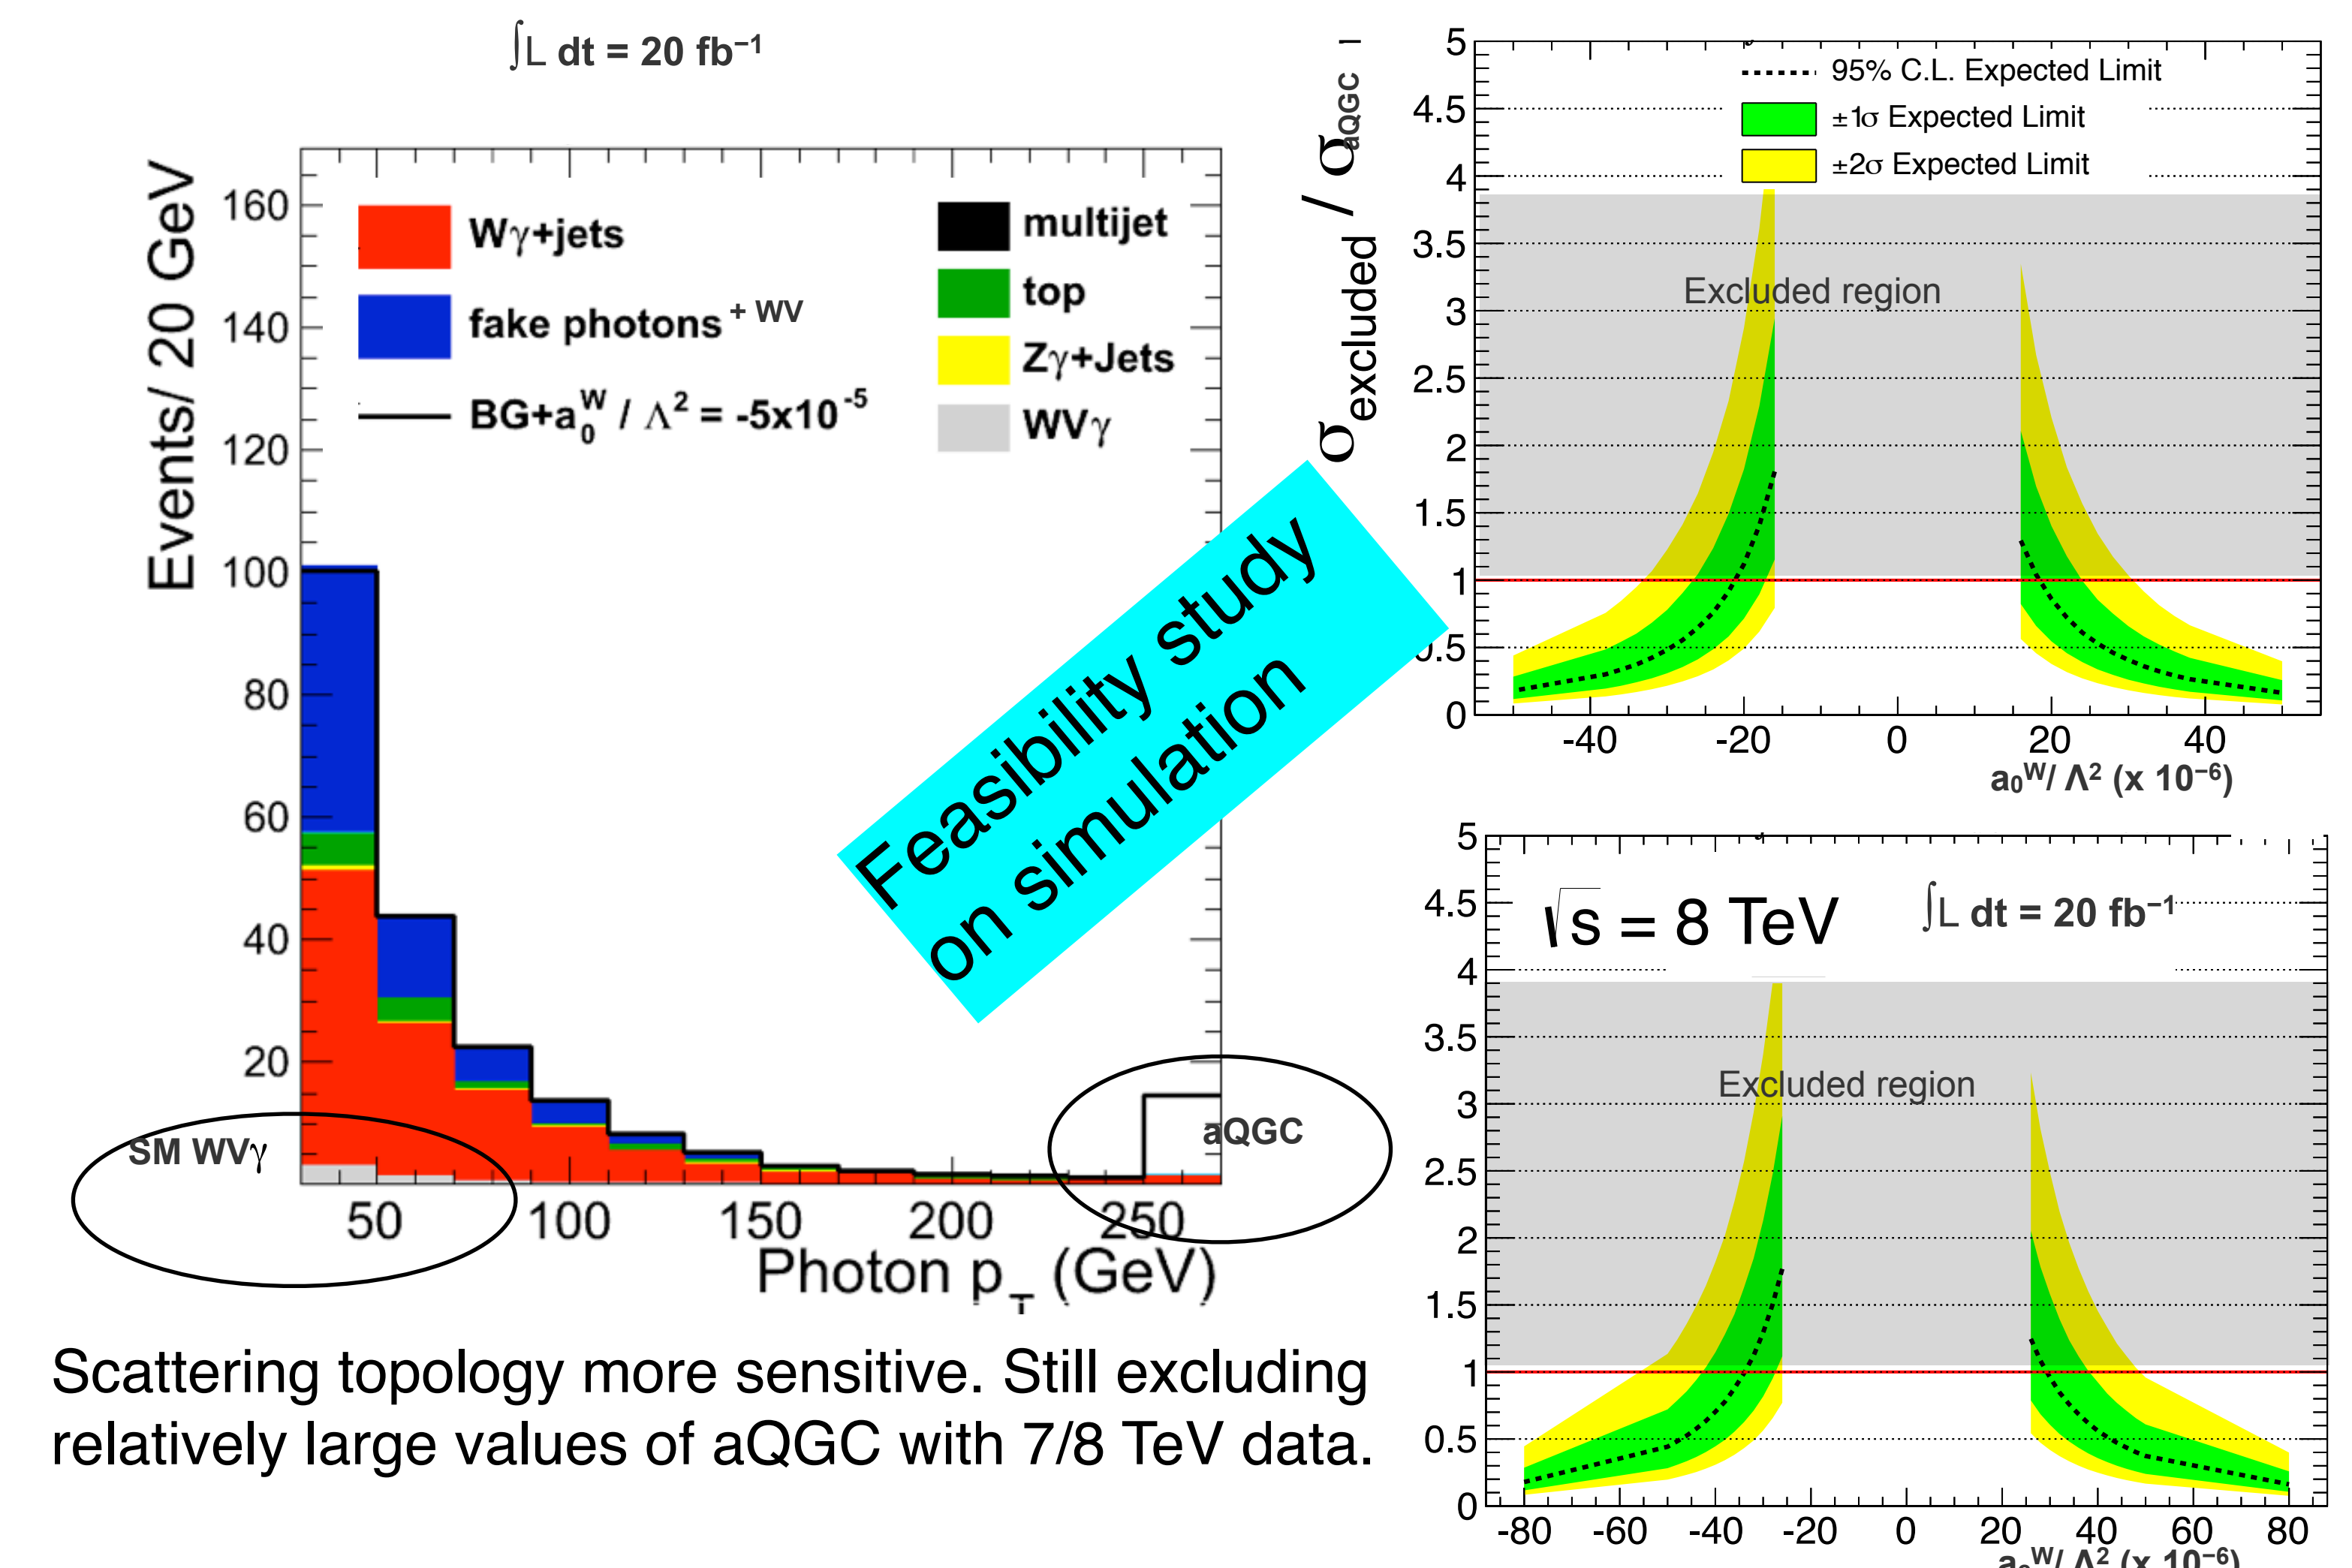 ∫L dt = 20 fb⁻¹
Events/ 20 GeV
160
140
120
100
80
60
40
20
Wγ+jets
fake photons + WV
BG+a₀ᵂ / Λ² = -5x10⁻⁵
multijet
top
Zγ+Jets
WVγ
SM WVγ
aQGC
50 100 150 200 250
Photon p_T (GeV)
Feasibility study
on simulation
Scattering topology more sensitive. Still excluding
relatively large values of aQGC with 7/8 TeV data.
σ_excluded / σ_aQGC
5
4.5
4
3.5
3
2.5
2
1.5
1
0.5
0
95% C.L. Expected Limit
±1σ Expected Limit
±2σ Expected Limit
Excluded region
-40 -20 0 20 40
a₀ᵂ/ Λ² (x 10⁻⁶)
5
4.5
4
3.5
3
2.5
2
1.5
1
0.5
0
√s = 8 TeV
∫L dt = 20 fb⁻¹
Excluded region
-80 -60 -40 -20 0 20 40 60 80
ᵂ/ Λ² (x 10⁻⁶)